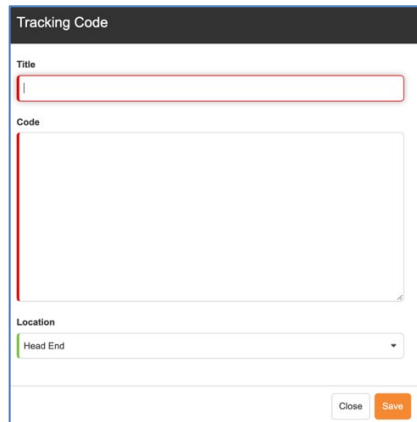 Tracking Code
Title
Code
Location
Head End
Close Save